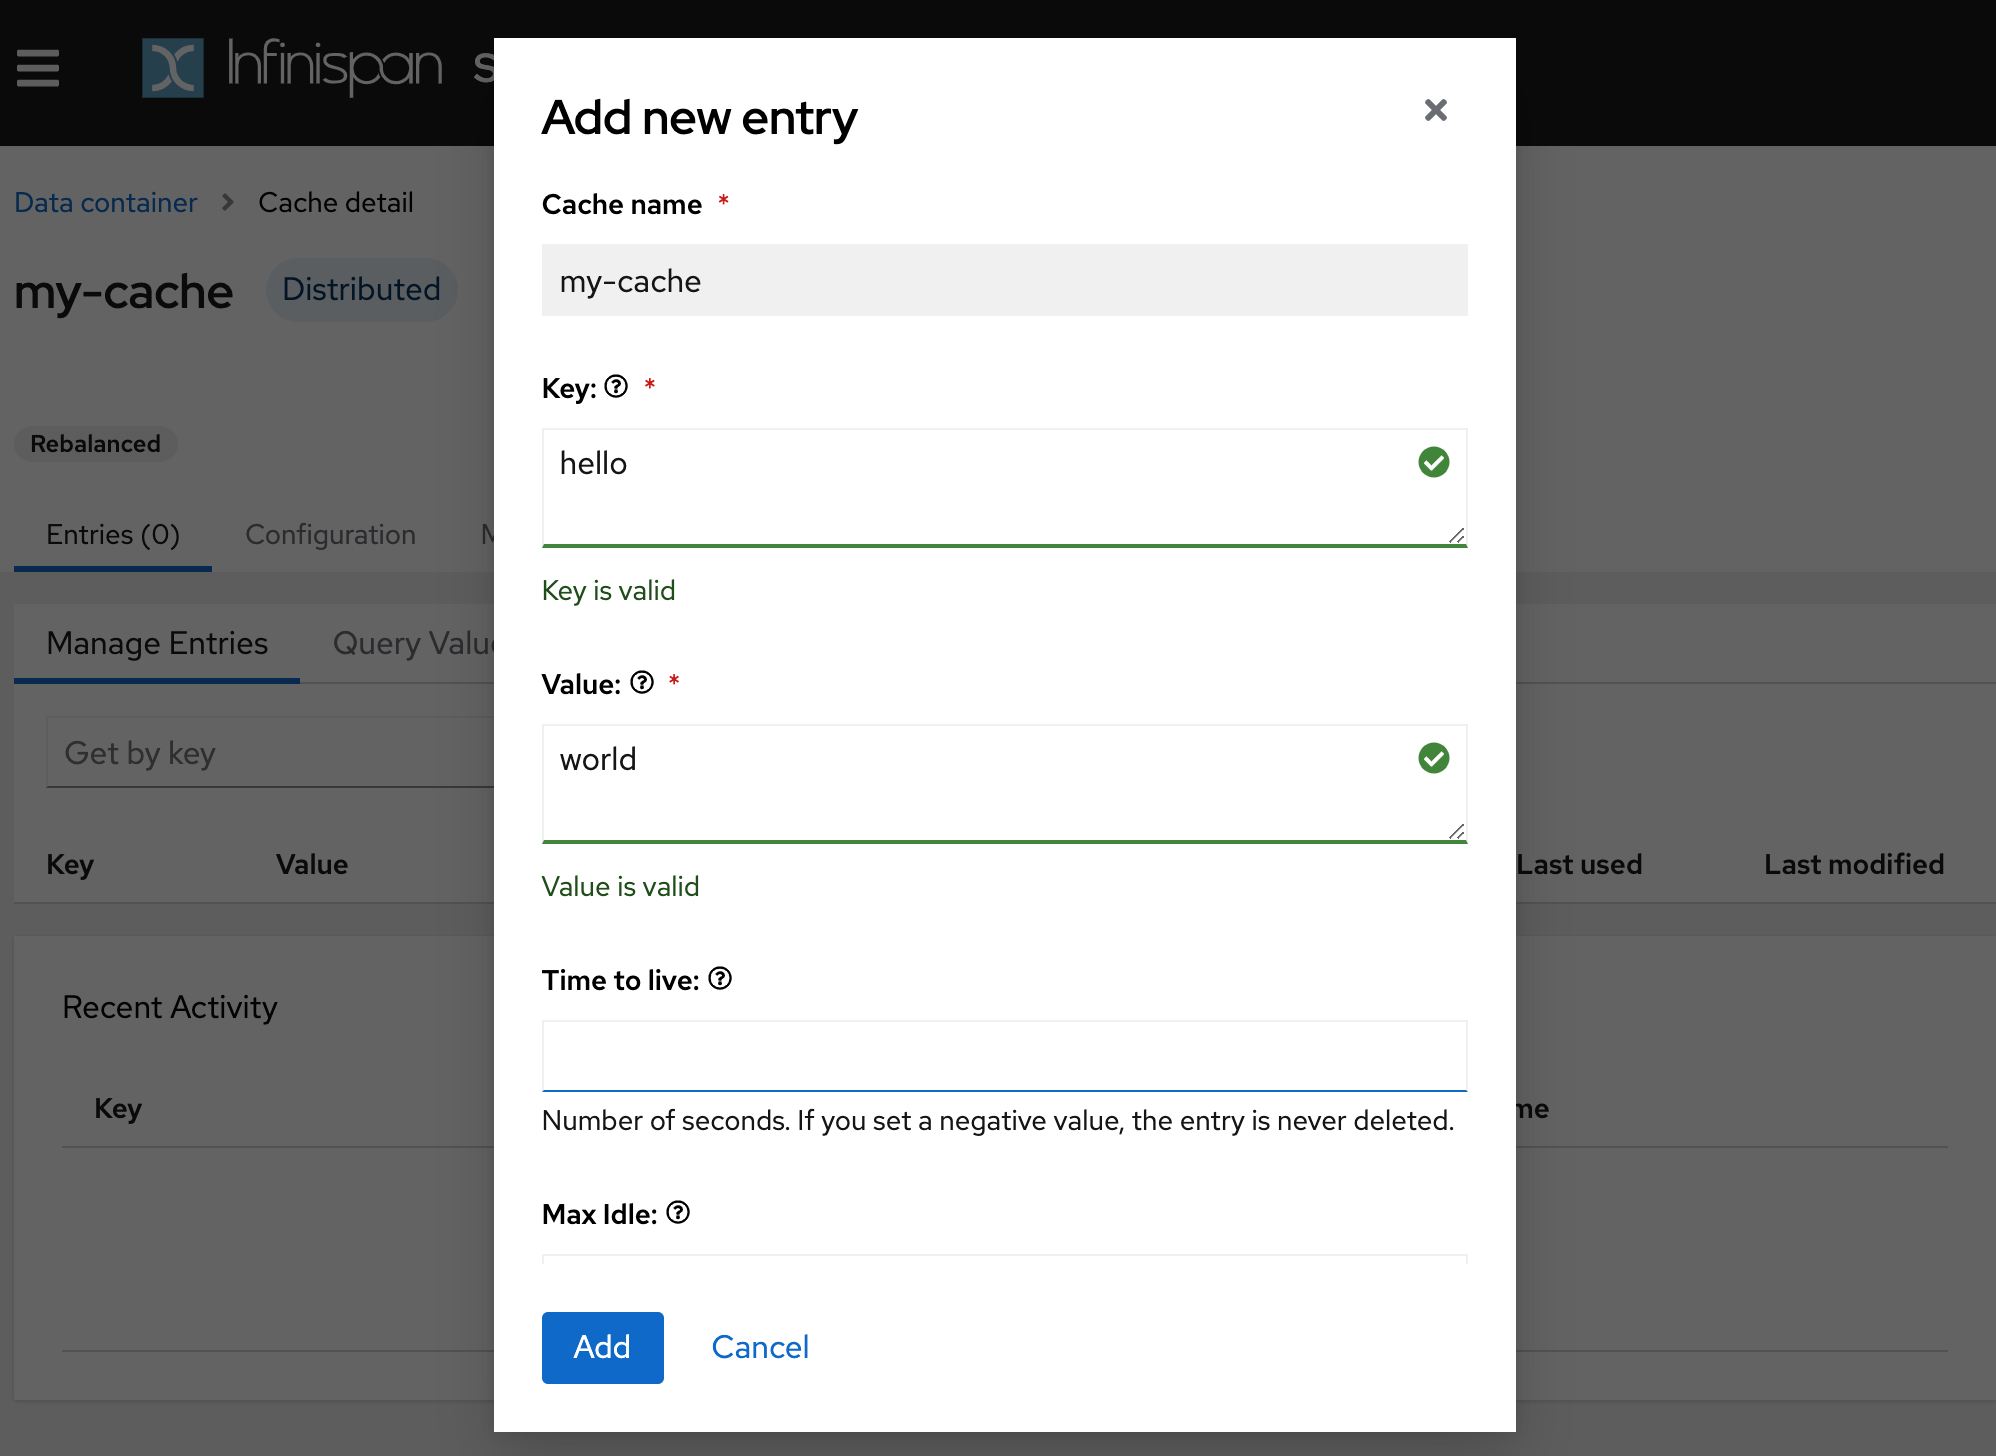 Infinispan
Add new entry
Data container > Cache detail
my-cache Distributed
Rebalanced
Entries (0) Configuration
Manage Entries Query
Get by key
Key Value Last used Last modified
Recent Activity
Key
Cache name *
my-cache
Key: *
hello
Key is valid
Value: *
world
Value is valid
Time to live:
Number of seconds. If you set a negative value, the entry is never deleted.
Max Idle:
Add Cancel